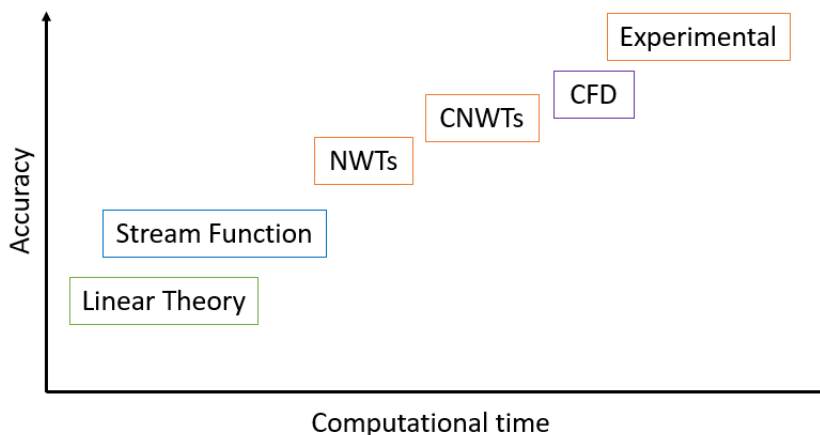 Experimental
CFD
CNWTs
NWTs
Stream Function
Linear Theory
Accuracy
Computational time